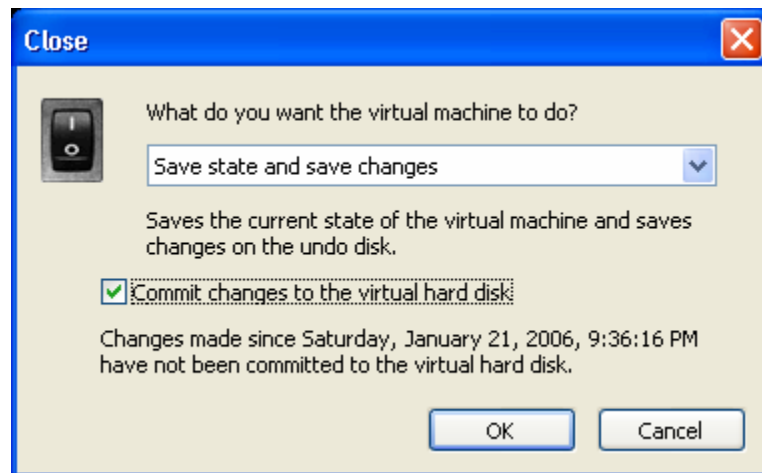 Close
What do you want the virtual machine to do?
Save state and save changes
Saves the current state of the virtual machine and saves
changes on the undo disk.
Commit changes to the virtual hard disk
Changes made since Saturday, January 21, 2006, 9:36:16 PM
have not been committed to the virtual hard disk.
OK
Cancel